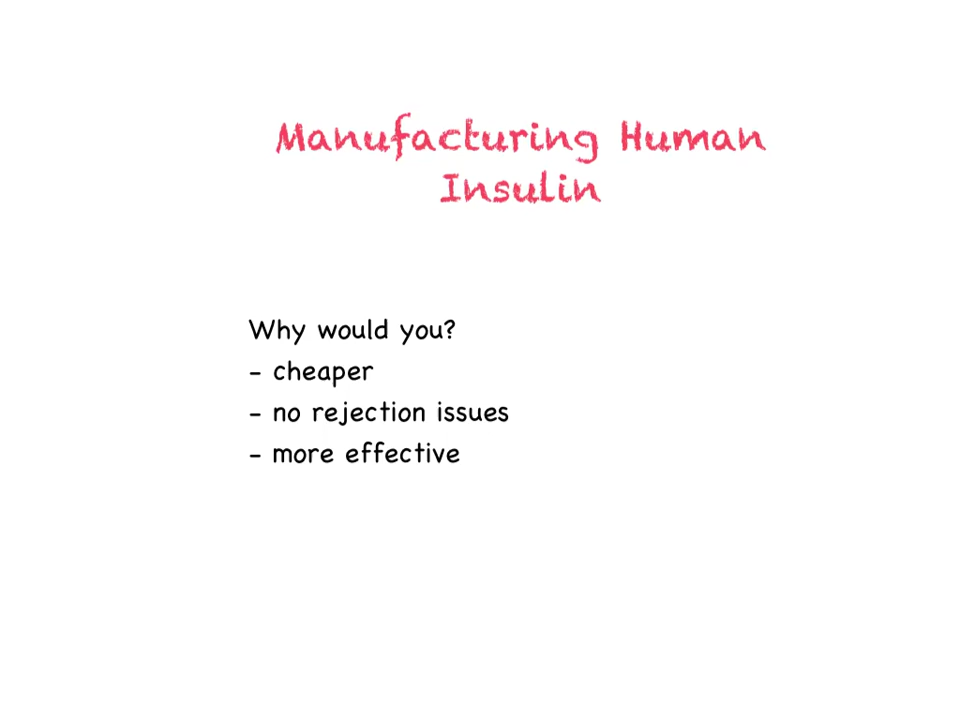 Manufacturing Human
Insulin
Why would you?
- cheaper
- no rejection issues
- more effective